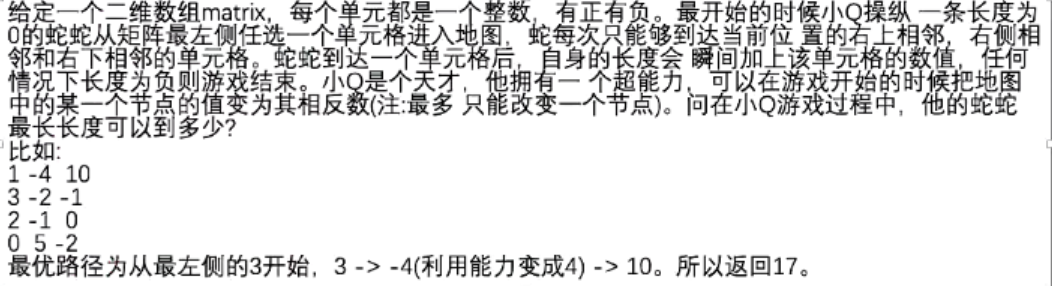 给定一个二维数组matrix，每个单元都是一个整数，有正有负。最开始的时候小Q操纵 一条长度为
0的蛇蛇从矩阵最左侧任选一个单元格进入地图，蛇每次只能够到达当前位 置的右上相邻，右侧相
邻和右下相邻的单元格。蛇蛇到达一个单元格后，自身的长度会 瞬间加上该单元格的数值，任何
情况下长度为负则游戏结束。小Q是个天才，他拥有一 个超能力，可以在游戏开始的时候把地图
中的某一个节点的值变为其相反数(注:最多 只能改变一个节点)。问在小Q游戏过程中，他的蛇蛇
最长长度可以到多少?
比如:
1 -4 10
3 -2 -1
2 -1 0
0 5 -2
最优路径为从最左侧的3开始，3 -> -4(利用能力变成4) -> 10。所以返回17。